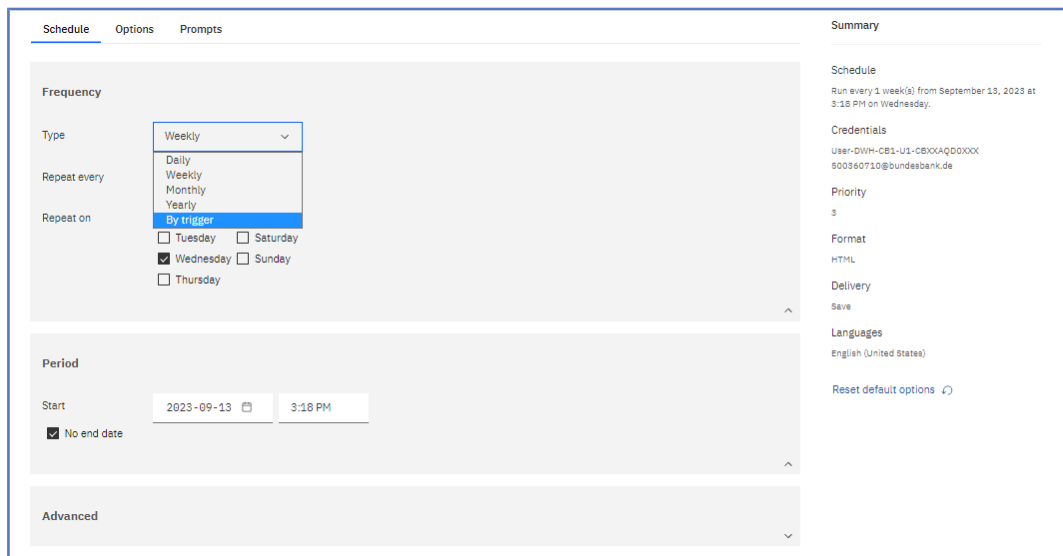 Schedule Options Prompts
Frequency
Type Weekly
Daily
Weekly
Repeat every
Monthly
Yearly
Repeat on
By trigger
Tuesday Saturday
Wednesday Sunday
Thursday
Period
Start 2023-09-13 3:18 PM
No end date
Advanced
Summary
Schedule
Run every 1 week(s) from September 13, 2023 at
3:18 PM on Wednesday.
Credentials
User-DWH-CB1-U1-CBXXAQD0XXX
500360710@bundesbank.de
Priority
3
Format
HTML
Delivery
Save
Languages
English (United States)
Reset default options